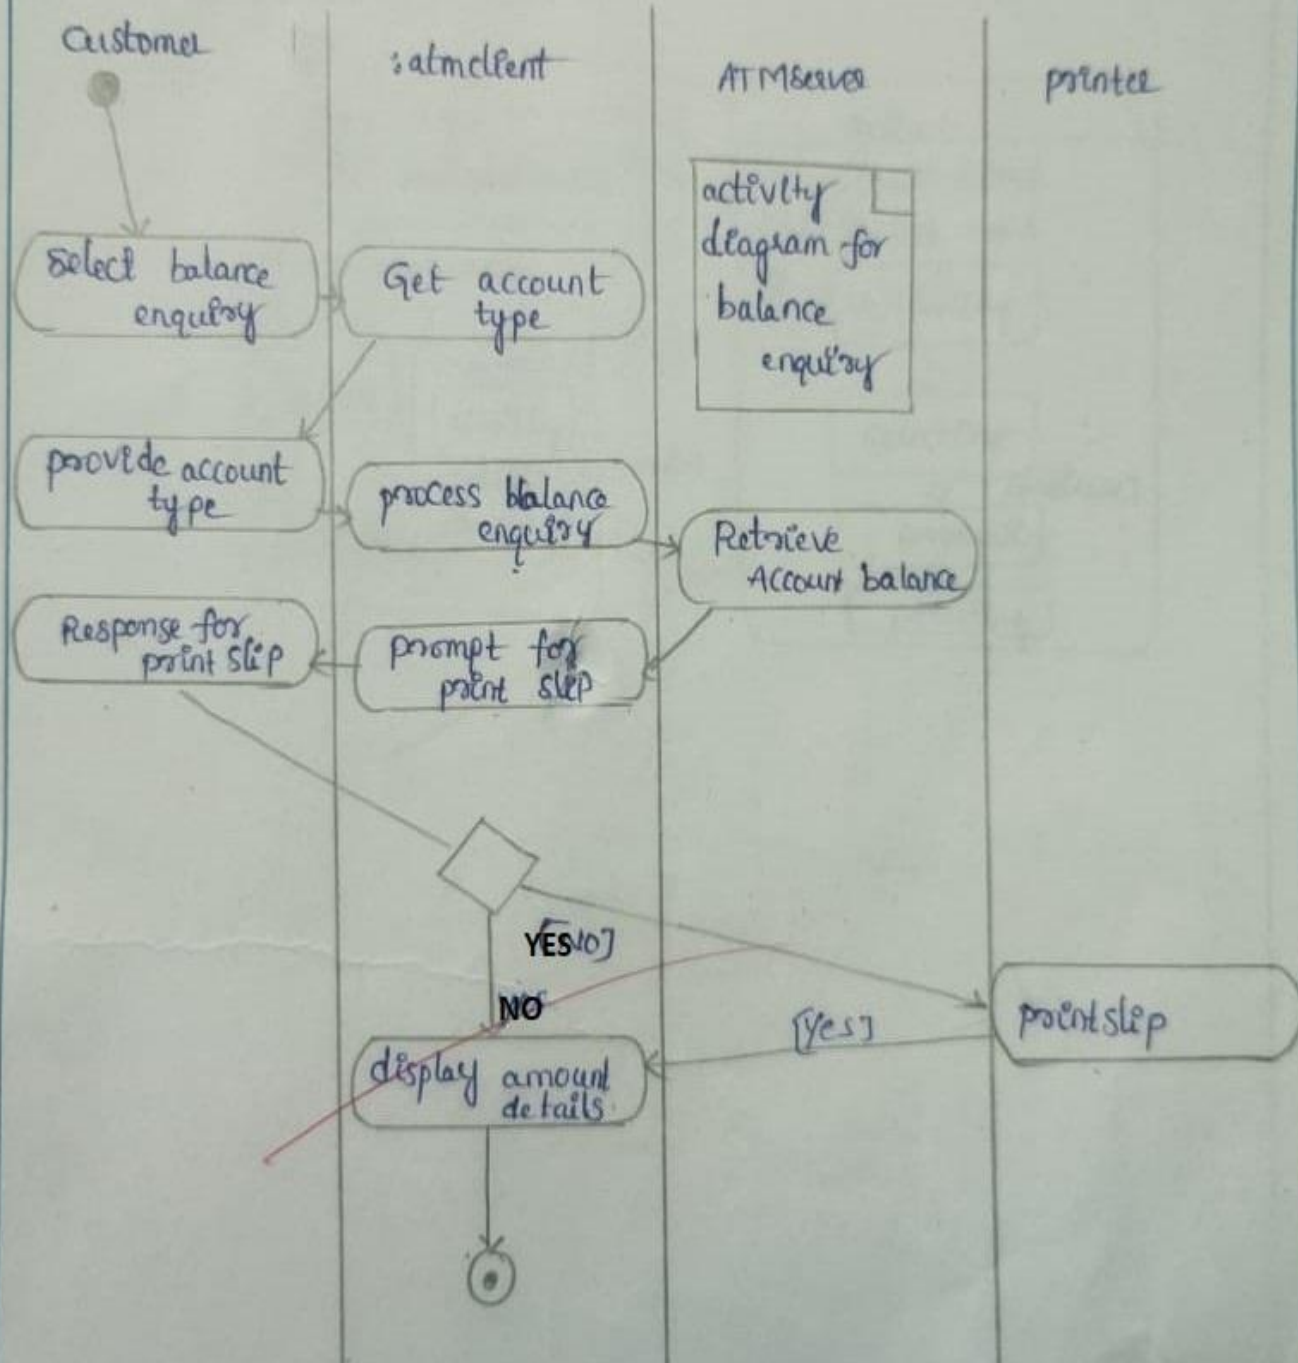 Customer
:atmclient
ATMServer
printer
activity
diagram for
balance
enquiry
select balance
enquiry
Get account
type
provide account
type
process balance
enquiry
Retrieve
Account balance
Response for
print slip
prompt for
print slip
YES NO]
NO
[Yes]
printslip
display amount
details